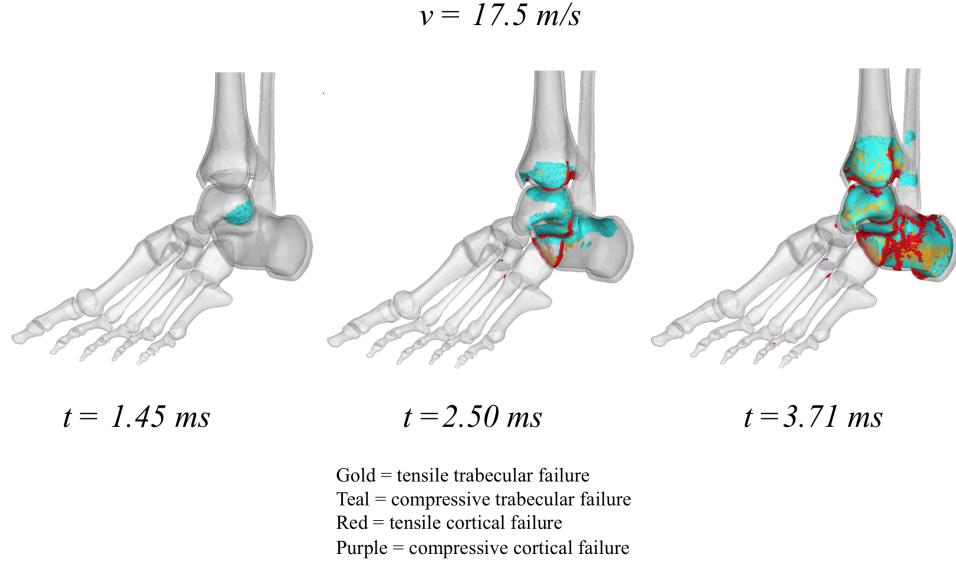 v = 17.5 m/s
t = 1.45 ms
t = 2.50 ms
t = 3.71 ms
Gold = tensile trabecular failure
Teal = compressive trabecular failure
Red = tensile cortical failure
Purple = compressive cortical failure